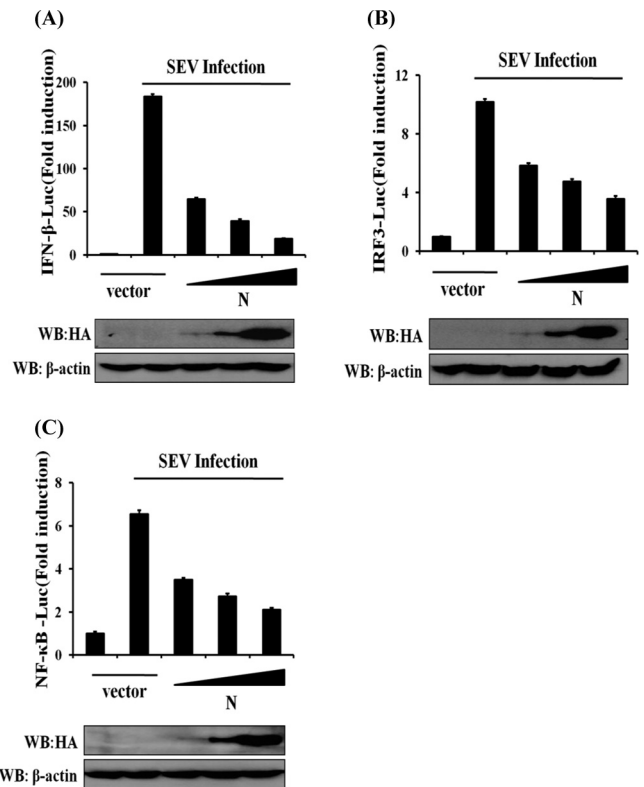 (A)
SEV Infection
IFN-β-Luc(Fold induction)
200
150
100
50
0
vector
N
WB:HA
WB: β-actin
(B)
SEV Infection
IRF3-Luc(Fold induction)
12
8
4
0
vector
N
WB:HA
WB: β-actin
(C)
SEV Infection
NF-κB -Luc(Fold induction)
8
6
4
2
0
vector
N
WB:HA
WB: β-actin